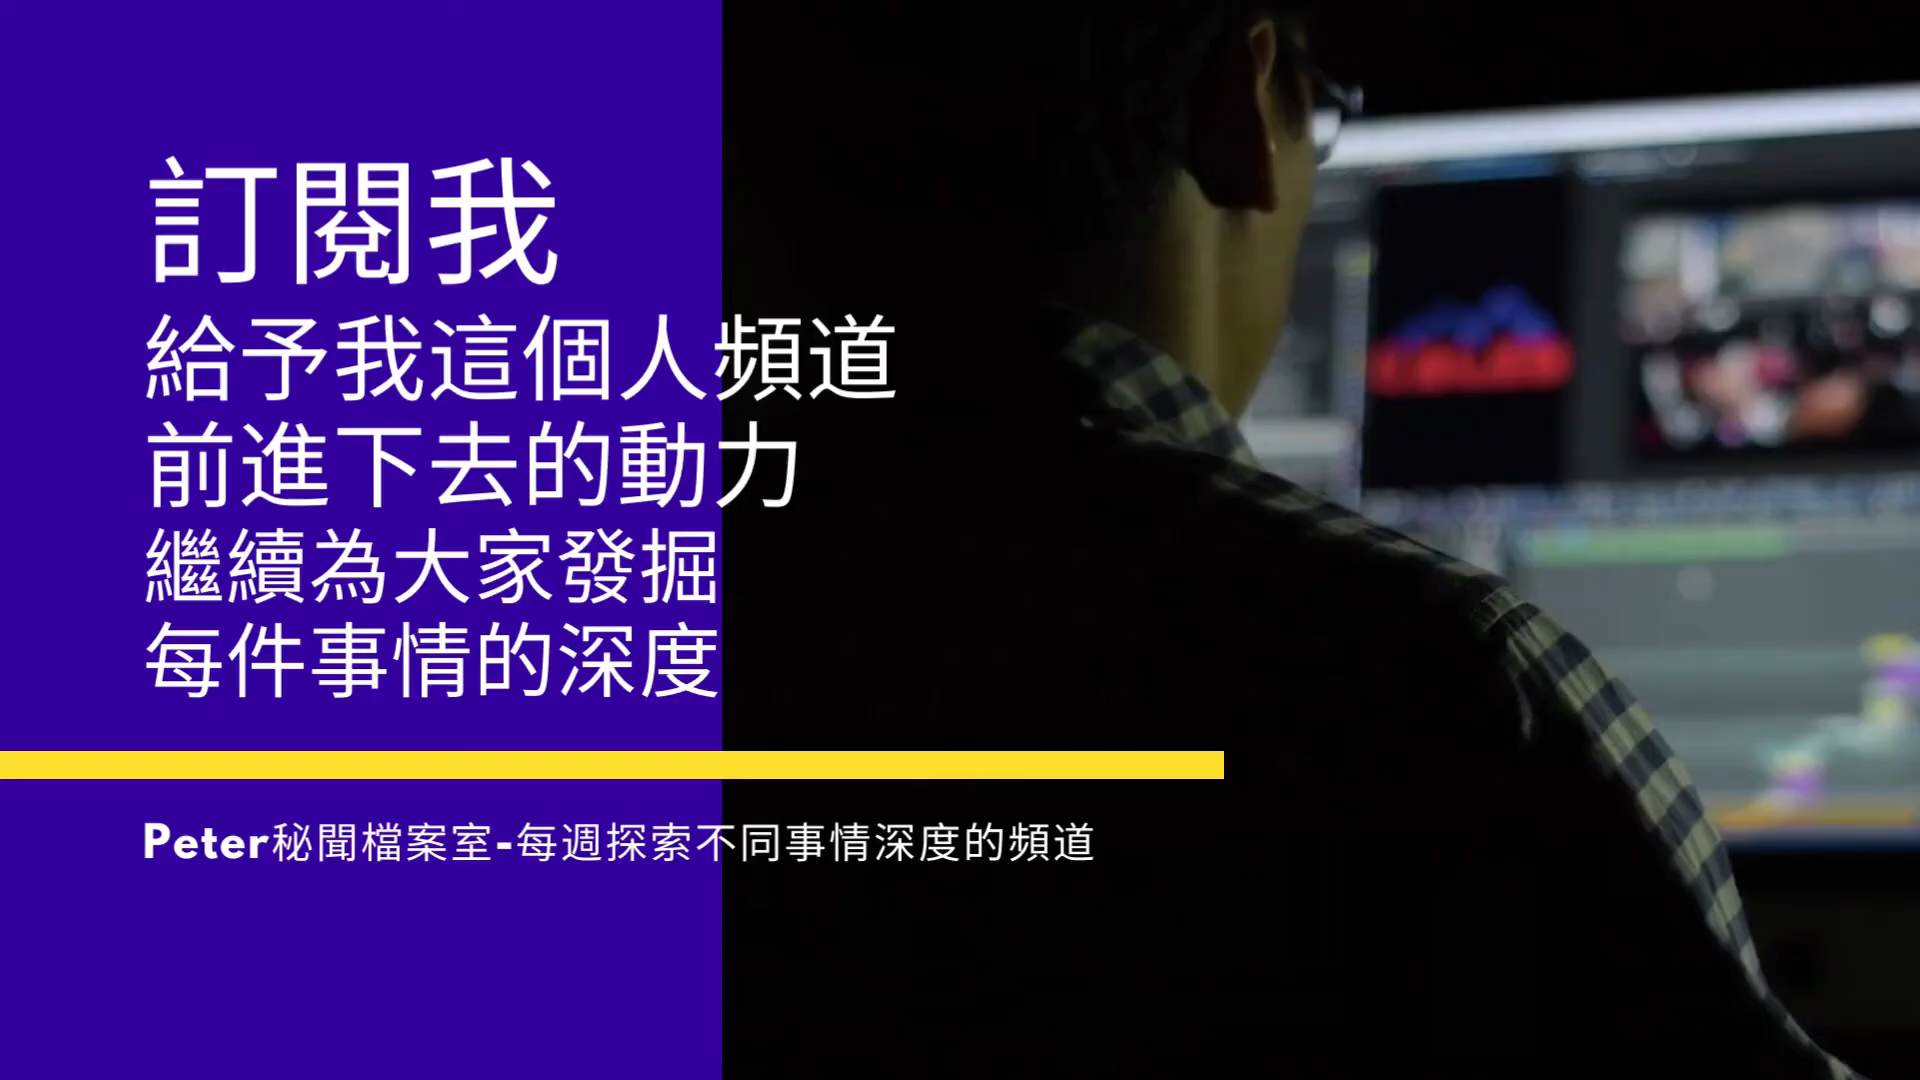 訂閱我
給予我這個人頻道
前進下去的動力
繼續為大家發掘
每件事情的深度
Peter秘聞檔案室-每週探索不同事情深度的頻道